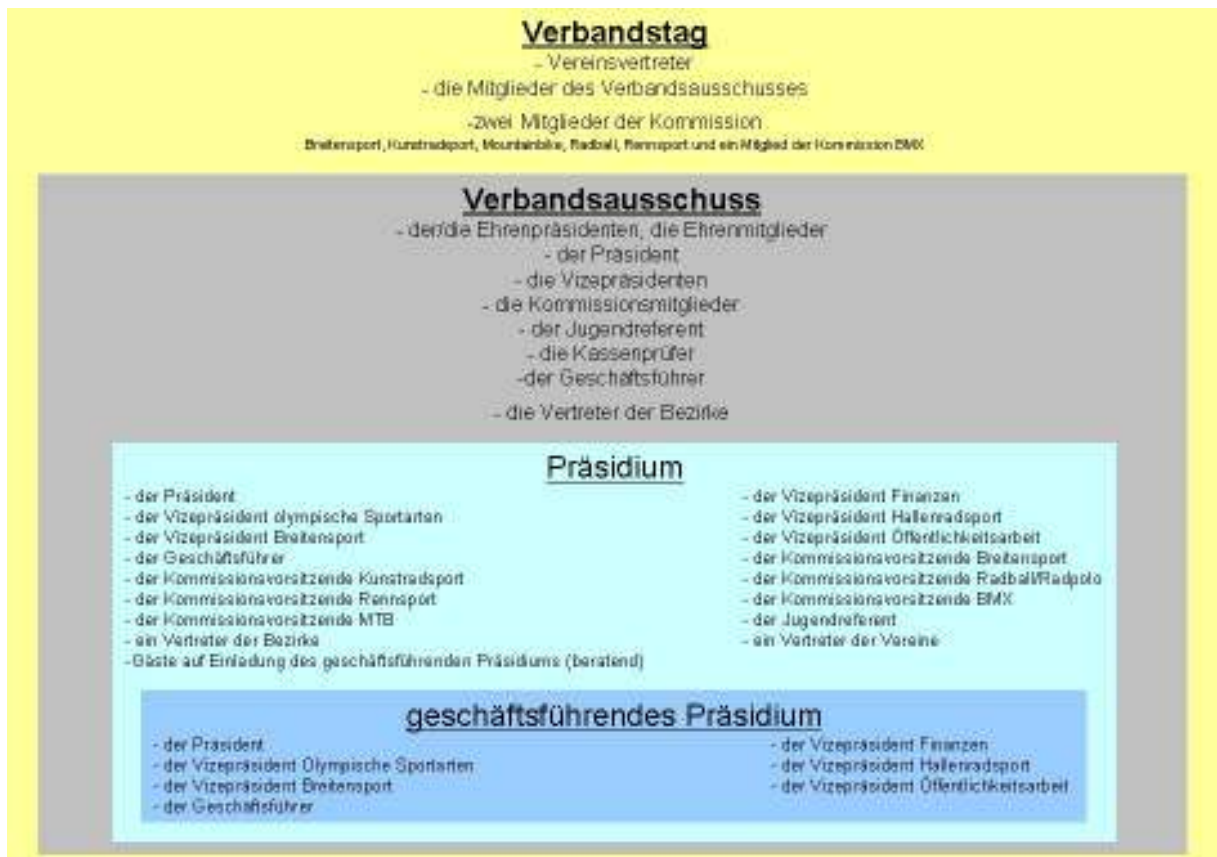 Verbandstag
- Vereinsvertreter
- die Mitglieder des Verbandsausschusses
-zwei Mitglieder der Kommission
Breitensport, Kunstradsport, Mountainbike, Radball, Rennsport und ein Mitglied der Kommission BMX
Verbandsausschuss
- der/die Ehrenpräsidenten, die Ehrenmitglieder
- der Präsident
- die Vizepräsidenten
- die Kommissionsmitglieder
- der Jugendreferent
- die Kassenprüfer
-der Geschäftsführer
- die Vertreter der Bezirke
Präsidium
- der Präsident
- der Vizepräsident olympische Sportarten
- der Vizepräsident Breitensport
- der Geschäftsführer
- der Kommissionsvorsitzende Kunstradsport
- der Kommissionsvorsitzende Rennsport
- der Kommissionsvorsitzende MTB
- ein Vertreter der Bezirke
-Gäste auf Einladung des geschäftsführenden Präsidiums (beratend)
- der Vizepräsident Finanzen
- der Vizepräsident Hallenradsport
- der Vizepräsident Öffentlichkeitsarbeit
- der Kommissionsvorsitzende Breitensport
- der Kommissionsvorsitzende Radball/Radpolo
- der Kommissionsvorsitzende BMX
- der Jugendreferent
- ein Vertreter der Vereine
geschäftsführendes Präsidium
- der Präsident
- der Vizepräsident Olympische Sportarten
- der Vizepräsident Breitensport
- der Geschäftsführer
- der Vizepräsident Finanzen
- der Vizepräsident Hallenradsport
- der Vizepräsident Öffentlichkeitsarbeit